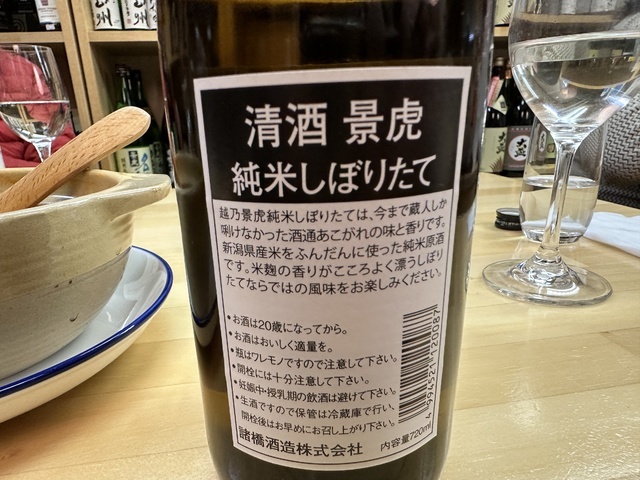 清酒 景虎
純米しぼりたて
越乃景虎純米しぼりたては、今まで蔵人しか
唎けなかった酒通あこがれの味と香りです。
新潟県産米をふんだんに使った純米原酒
です。米麹の香りがこころよく漂うしぼり
たてならではの風味をお楽しみください。
・お酒は20歳になってから。
・お酒はおいしく適量を。
・瓶はワレモノですので注意して下さい。
・開栓には十分注意して下さい。
・妊娠中・授乳期の飲酒は避けて下さい。
・生酒ですので保管は冷蔵庫で行い、
開栓後はお早めにお召し上がり下さい。
諸橋酒造株式会社
内容量720ml
4 994521 120087